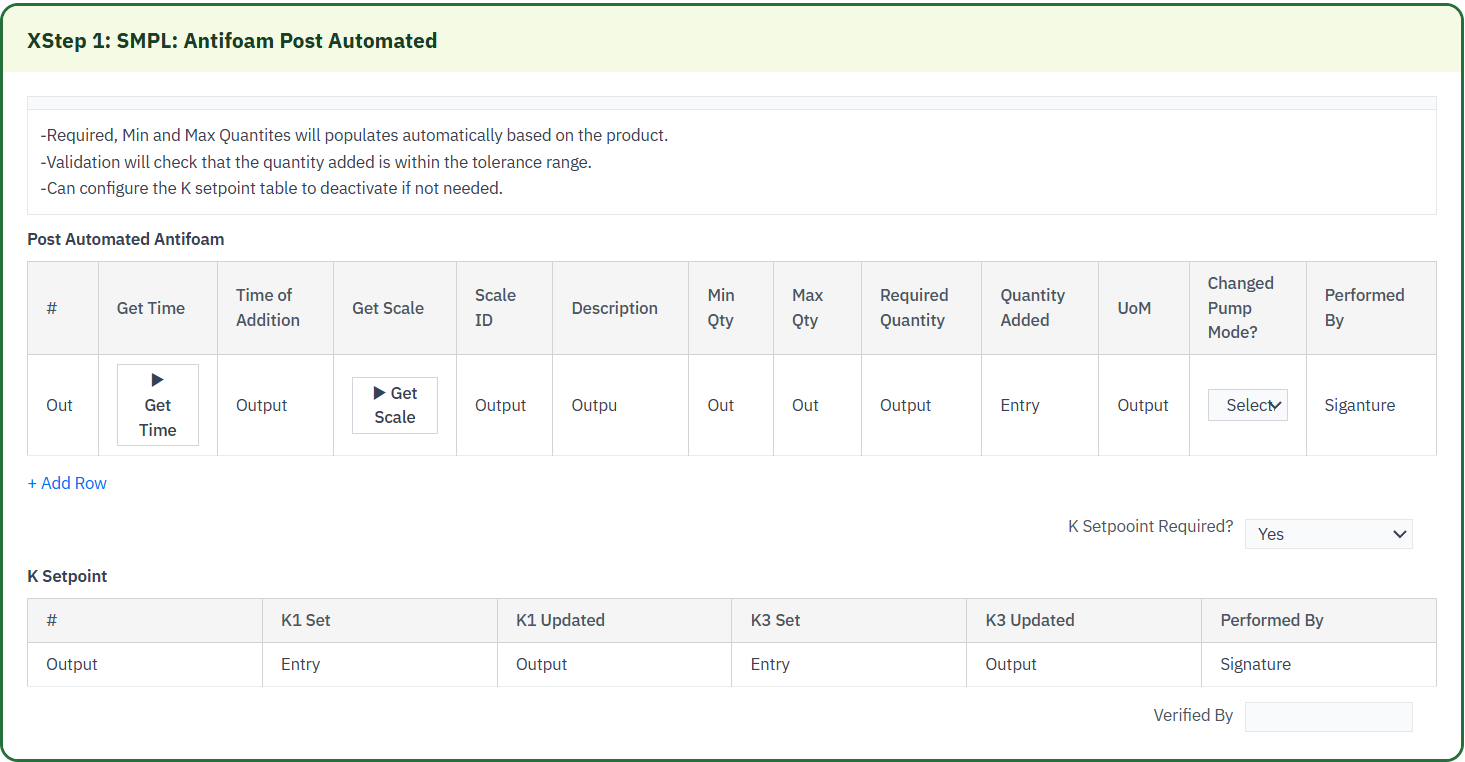 XStep 1: SMPL: Antifoam Post Automated
-Required, Min and Max Quantites will populates automatically based on the product.
-Validation will check that the quantity added is within the tolerance range.
-Can configure the K setpoint table to deactivate if not needed.
Post Automated Antifoam
# Get Time Time of Addition Get Scale Scale ID Description Min Qty Max Qty Required Quantity Quantity Added UoM Changed Pump Mode? Performed By
Out ▶ Get Time Output ▶ Get Scale Output Outpu Out Out Output Entry Output Select Siganture
+ Add Row
K Setpooint Required? Yes
K Setpoint
# K1 Set K1 Updated K3 Set K3 Updated Performed By
Output Entry Output Entry Output Signature
Verified By